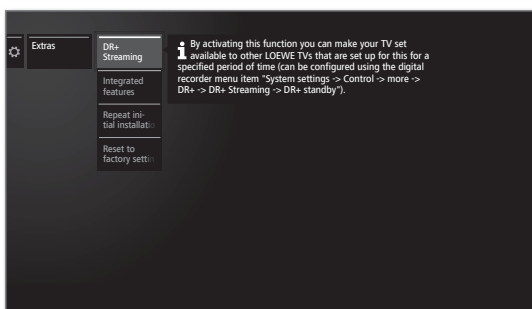 Extras
DR+
Streaming
Integrated
features
Repeat ini-
tial installatio
Reset to
factory settin
By activating this function you can make your TV set
available to other LOEWE TVs that are set up for this for a
specified period of time (can be configured using the digital
recorder menu item "System settings -> Control -> more ->
DR+ -> DR+ Streaming -> DR+ standby").